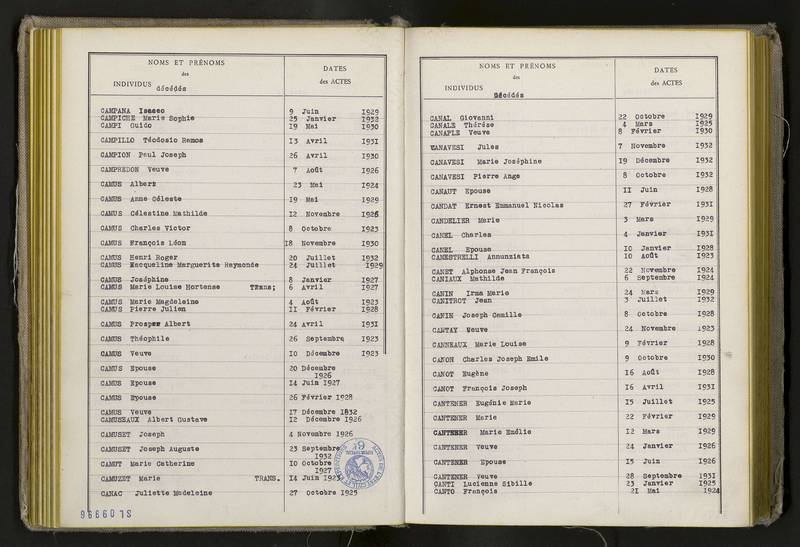 NOMS ET PRÉNOMS
des
INDIVIDUS décédés
DATES
des ACTES
CAMPANA Isaseo 9 Juin 1929
CAMPICHE Marie Sophie 25 Janvier 1932
CAMPI Guido 19 Mai 1930
CAMPILLO Téodosio Ramos 13 Avril 1931
CAMPION Paul Joseph 26 Avril 1930
CAMPREDON Veuve 7 Août 1926
CAMUS Albert 23 Mai 1924
CAMUS Anne Céleste 19 Mai 1929
CAMUS Célestine Mathilde 12 Novembre 1926
CAMUS Charles Victor 8 Octobre 1923
CAMUS François Léon 18 Novembre 1930
CAMUS Henri Roger 20 Juillet 1932
CAMUS Jacqueline Marguerite Raymonde 24 Juillet 1929
CAMUS Joséphine 8 Janvier 1927
CAMUS Marie Louise Hortense TRans; 6 Avril 1927
CAMUS Marie Magdeleine 4 Août 1923
CAMUS Pierre Julien 11 Février 1928
CAMUS Prosper Albert 24 Avril 1931
CAMUS Théophile 26 Septembre 1923
CAMUS Veuve 10 Décembre 1923
CAMUS Epouse 20 Décembre
1926
CAMUS Epouse 14 Juin 1927
CAMUS Epouse 26 Février 1928
CAMUS Veuve 17 Décembre 1832
CAMUSEAUX Albert Gustave 12 Décembre 1926
CAMUSET Joseph 4 Novembre 1926
CAMUSET Joseph Auguste 23 Septembre
1932
CAMUT Marie Catherine 10 Octobre
1927
CAMUZET Marie TRANS. 14 Juin 1923
CANAC Juliette Madeleine 27 Octobre 1925
SL 09996
NOMS ET PRÉNOMS
des
INDIVIDUS décédés
DATES
des ACTES
CANAL Giovanni 22 Octobre 1929
CANALE Thérése 4 Mars 1925
CANAPLE Veuve 8 Février 1930
CANAVESI Jules 7 Novembre 1932
CANAVESI Marie Joséphine 19 Décembre 1932
CANAVESI Pierre Ange 8 Octobre 1932
CANAUT Epouse 11 Juin 1928
CANDAT Ernest Emmanuel Nicolas 27 Février 1931
CANDELIER Marie 3 Mars 1929
CANEL Charles 4 Janvier 1931
CANEL Epouse 10 Janvier 1928
CANESTRELLI Annunziata 10 Août 1923
CANET Alphonse Jean François 22 Novembre 1924
CANIAUX Mathilde 6 Septembre 1924
CANIN Irma Marie 24 Mars 1929
CANITROT Jean 3 Juillet 1932
CANIN Joseph Camille 8 Octobre 1928
CANTAY Veuve 24 Novembre 1923
CANNEAUX Marie Louise 9 Février 1928
CANON Charles Joseph Emile 9 Octobre 1930
CANOT Eugène 16 Août 1928
CANOT François Joseph 16 Avril 1931
CANTENER Eugénie Marie 15 Juillet 1925
CANTENER Marie 22 Février 1929
CANTENER Marie Emélie 12 Mars 1929
CANTENER Veuve 24 Janvier 1926
CANTENER Epouse 15 Juin 1926
CANTENER Veuve 28 Septembre 1931
CANTI Lucienne Sibille 23 Janvier 1925
CANTO François 21 Mai 1924